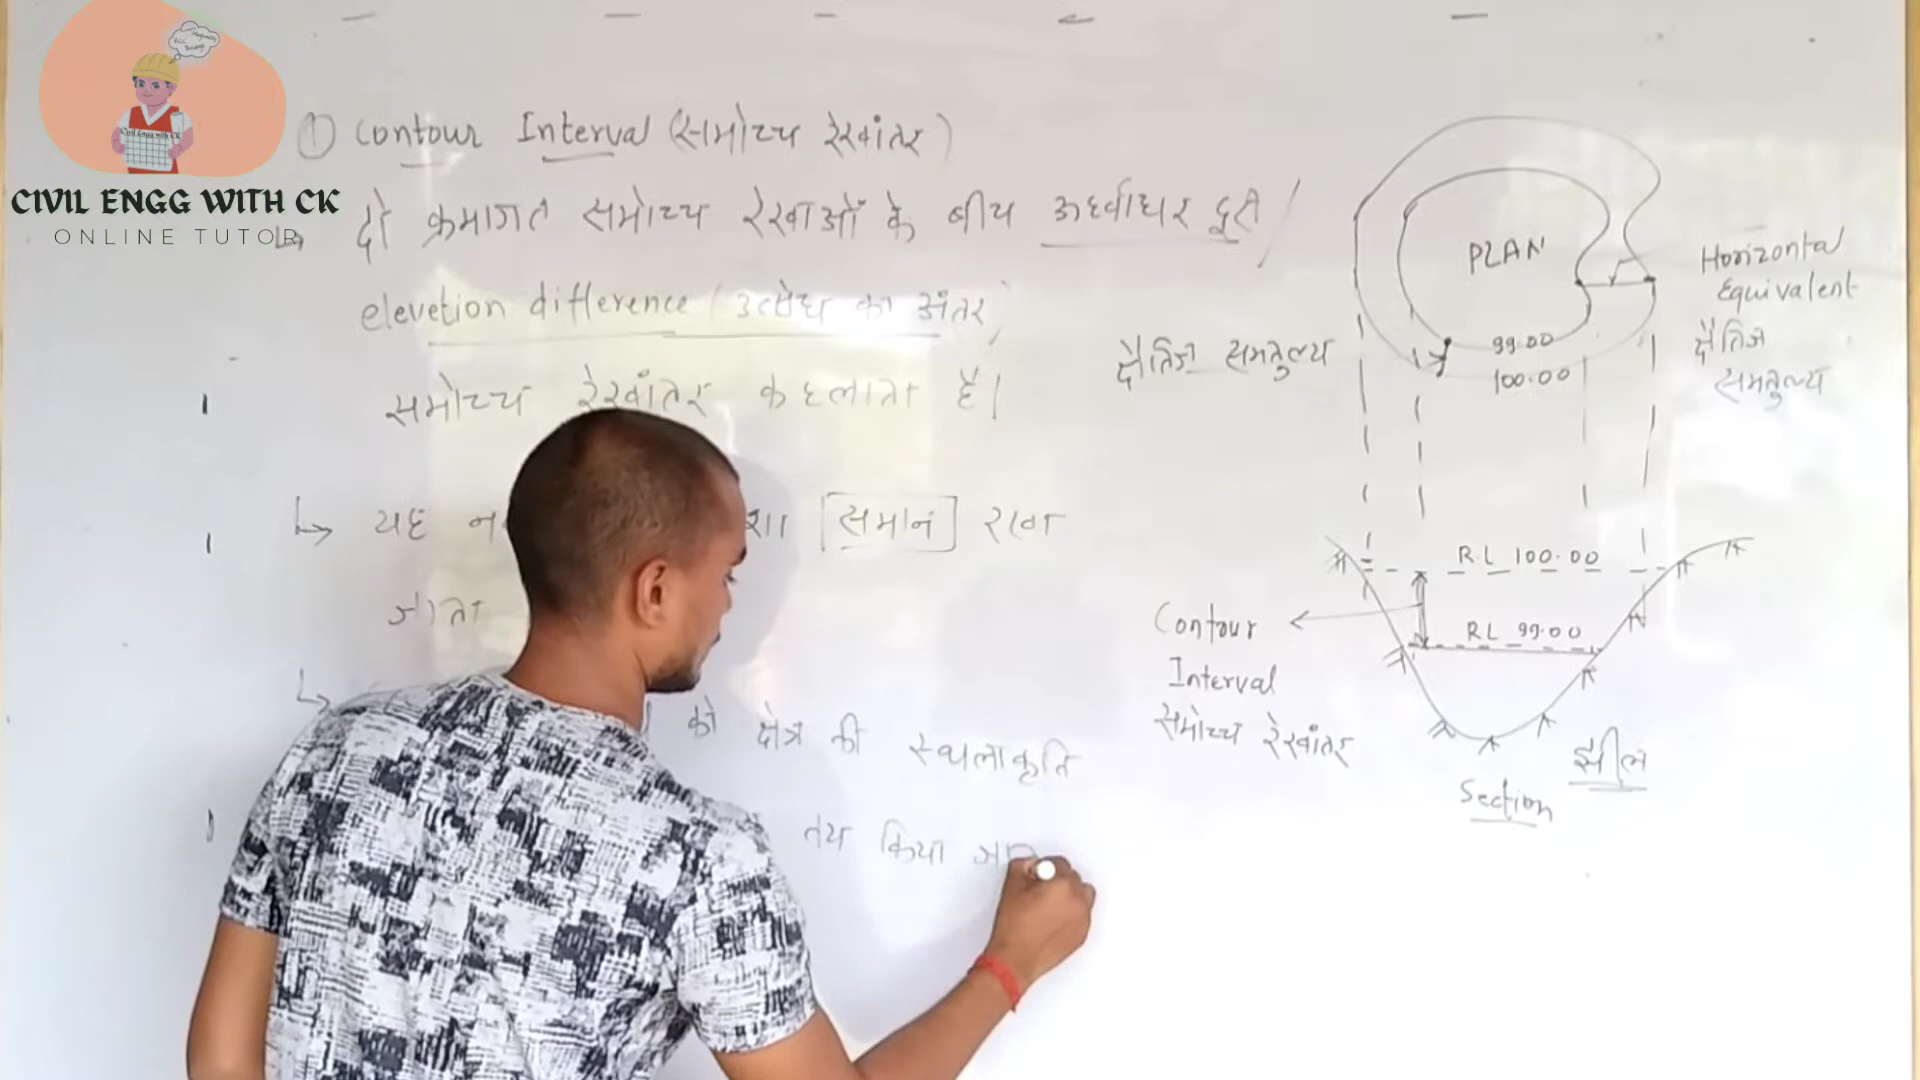 CIVIL ENGG WITH CK
ONLINE TUTOR
① Contour Interval (समोच्च रेखांतर)
दो क्रमागत समोच्च रेखाओं के बीच ऊर्ध्वाधर दूरी /
elevetion difference (उत्सेध का अंतर)
समोच्च रेखांतर कहलाता है।
यह समान रखा
जाता
को क्षेत्र की स्थलाकृति
तय किया
PLAN
99.00
100.00
Horizontal
Equivalent
क्षैतिज
समतुल्य
क्षैतिज समतुल्य
R.L 100.00
RL 99.00
Contour
Interval
समोच्च रेखांतर
Section
झील